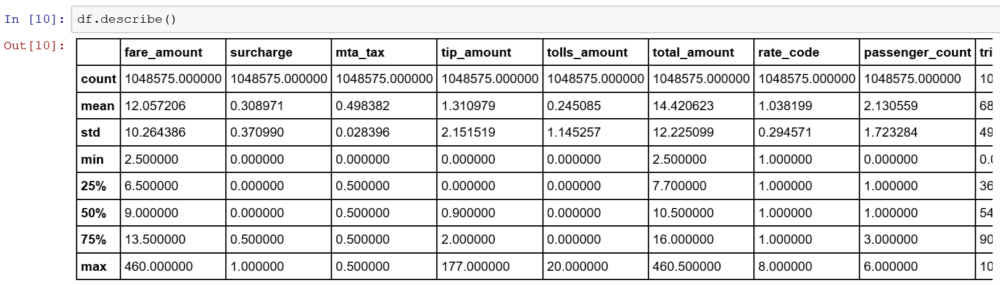 In [10]: df.describe()
Out[10]:
fare_amount surcharge mta_tax tip_amount tolls_amount total_amount rate_code passenger_count tri
count 1048575.000000 1048575.000000 1048575.000000 1048575.000000 1048575.000000 1048575.000000 1048575.000000 1048575.000000 10
mean 12.057206 0.308971 0.498382 1.310979 0.245085 14.420623 1.038199 2.130559 68
std 10.264386 0.370990 0.028396 2.151519 1.145257 12.225099 0.294571 1.723284 49
min 2.500000 0.000000 0.000000 0.000000 0.000000 2.500000 1.000000 0.000000 0.
25% 6.500000 0.000000 0.500000 0.000000 0.000000 7.700000 1.000000 1.000000 36
50% 9.000000 0.000000 0.500000 0.900000 0.000000 10.500000 1.000000 1.000000 54
75% 13.500000 0.500000 0.500000 2.000000 0.000000 16.000000 1.000000 3.000000 90
max 460.000000 1.000000 0.500000 177.000000 20.000000 460.500000 8.000000 6.000000 10